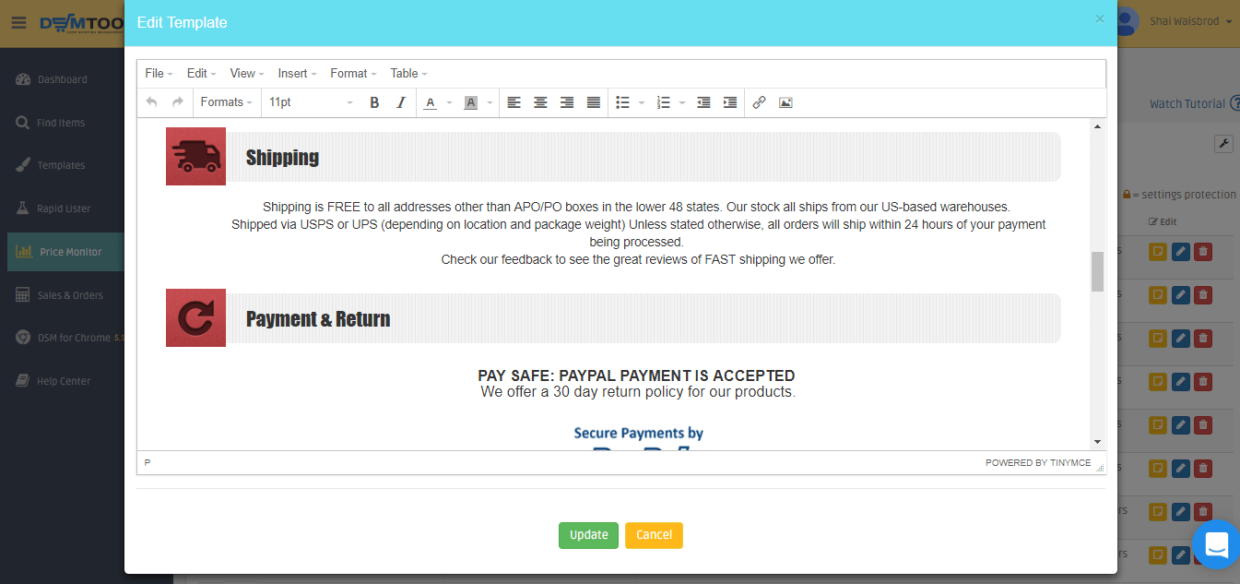 DSMTOO
Edit Template
×
Shai Waisbrod
Dashboard
Find Items
Templates
Rapid Lister
Price Monitor
Sales & Orders
DSM for Chrome
Help Center
File Edit View Insert Format Table
Formats 11pt B I A A
Shipping
Shipping is FREE to all addresses other than APO/PO boxes in the lower 48 states. Our stock all ships from our US-based warehouses.
Shipped via USPS or UPS (depending on location and package weight) Unless stated otherwise, all orders will ship within 24 hours of your payment
being processed.
Check our feedback to see the great reviews of FAST shipping we offer.
Payment & Return
PAY SAFE: PAYPAL PAYMENT IS ACCEPTED
We offer a 30 day return policy for our products.
Secure Payments by
P
POWERED BY TINYMCE
Update Cancel
Watch Tutorial ?
= settings protection
Edit
s
s
s
s
s
s
rs
rs